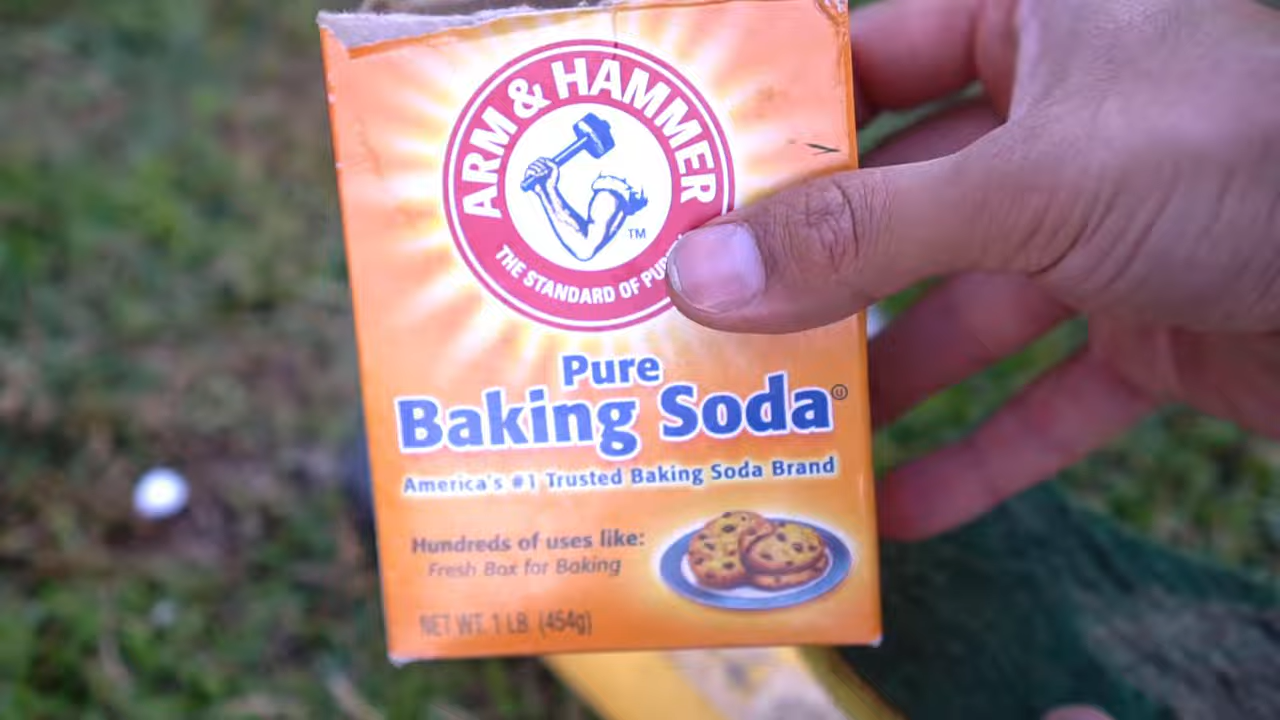 ARM & HAMMER
TM
THE STANDARD OF
Pure
Baking Soda
America's #1 Trusted Baking Soda Brand
Hundreds of uses like:
Fresh Box for Baking
NET WT. 1 LB (454g)